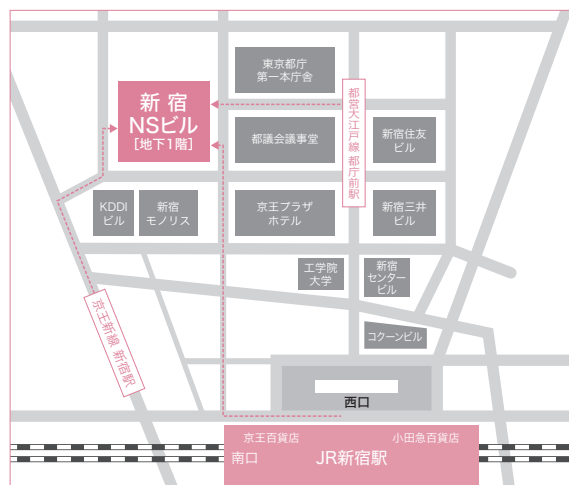 東京都庁
第一本庁舎
新宿
NSビル
[地下1階]
都営大江戸線 都庁前駅
都議会議事堂
新宿住友
ビル
KDDI
ビル
新宿
モノリス
京王プラザ
ホテル
新宿三井
ビル
工学院
大学
新宿
センター
ビル
京王新線 新宿駅
コクーンビル
西口
京王百貨店
小田急百貨店
南口
JR新宿駅